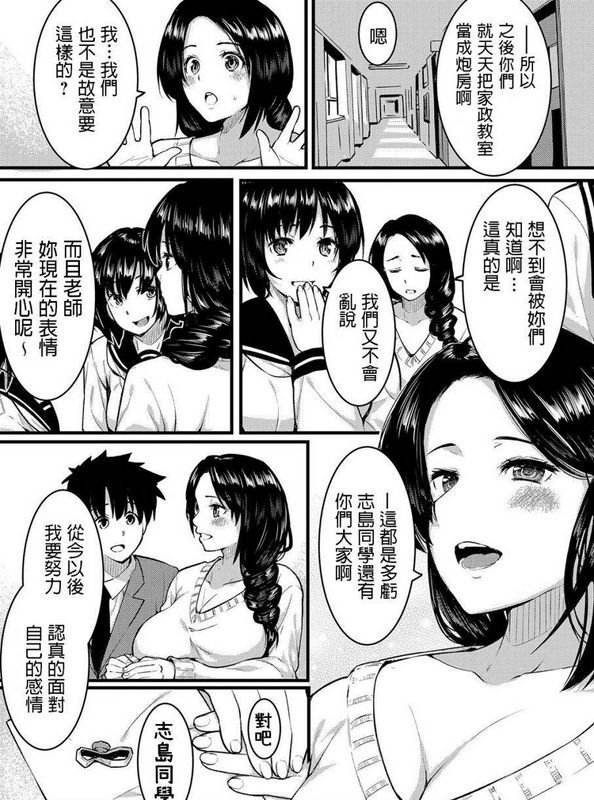 ──所以
之後你們
就天天把家政教室
當成炮房啊
嗯
我…我們
也不是故意要
這樣的？
想不到會被妳們
知道啊…
這真的是
我們又不會
亂說
而且老師
妳現在的表情
非常開心呢～
─這都是多虧
志島同學還有
你們大家啊
從今以後
我要努力
認真的面對
自己的感情
對吧
志島同學